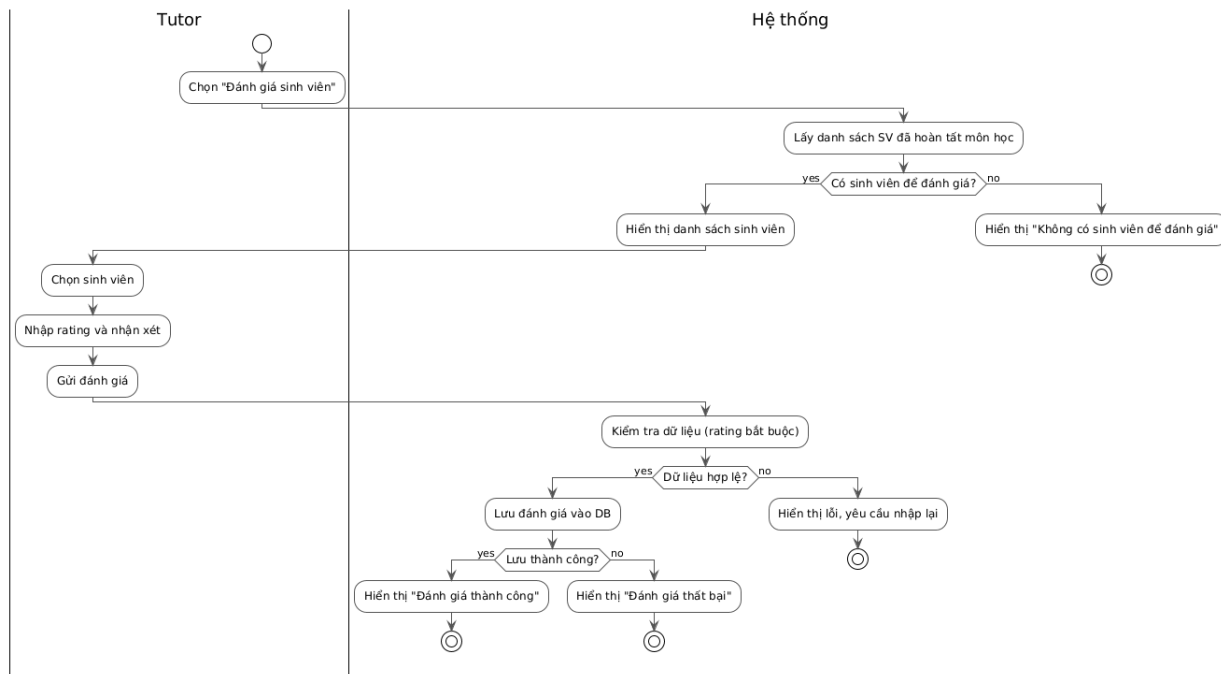 Tutor
Hệ thống
Chọn "Đánh giá sinh viên"
Lấy danh sách SV đã hoàn tất môn học
yes
Có sinh viên để đánh giá?
no
Hiển thị danh sách sinh viên
Hiển thị "Không có sinh viên để đánh giá"
Chọn sinh viên
Nhập rating và nhận xét
Gửi đánh giá
Kiểm tra dữ liệu (rating bắt buộc)
yes
Dữ liệu hợp lệ?
no
Lưu đánh giá vào DB
Hiển thị lỗi, yêu cầu nhập lại
yes
Lưu thành công?
no
Hiển thị "Đánh giá thành công"
Hiển thị "Đánh giá thất bại"